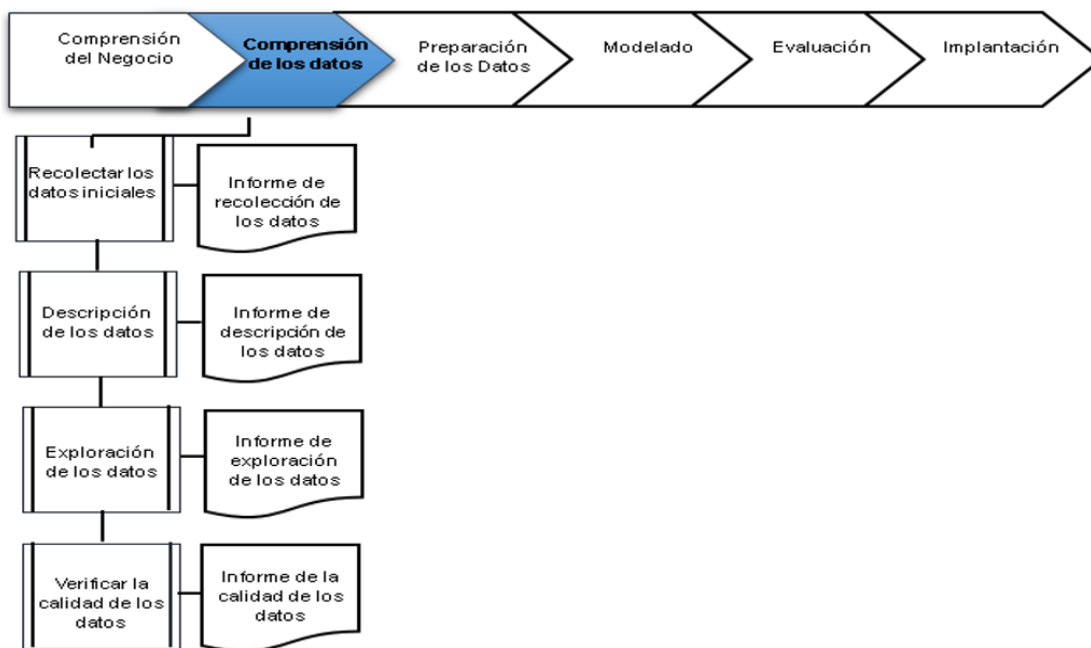 Comprensión
del Negocio
Comprensión
de los datos
Preparación
de los Datos
Modelado
Evaluación
Implantación
Recolectar los
datos iniciales
Informe de
recolección de
los datos
Descripción
de los datos
Informe de
descripción de
los datos
Exploración
de los datos
Informe de
exploración
de los datos
Verificar la
calidad de los
datos
Informe de la
calidad de los
datos